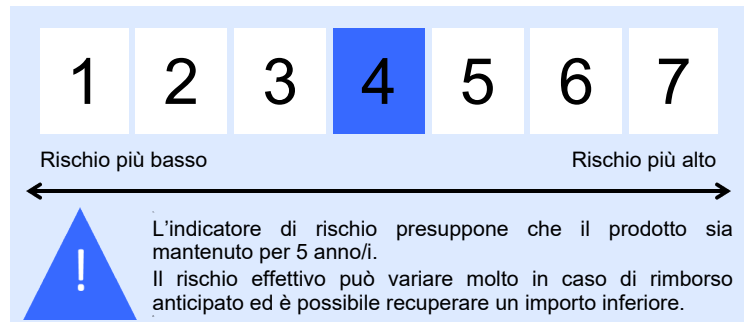 1 2 3 4 5 6 7
Rischio più basso Rischio più alto
!
L'indicatore di rischio presuppone che il prodotto sia
mantenuto per 5 anno/i.
Il rischio effettivo può variare molto in caso di rimborso
anticipato ed è possibile recuperare un importo inferiore.